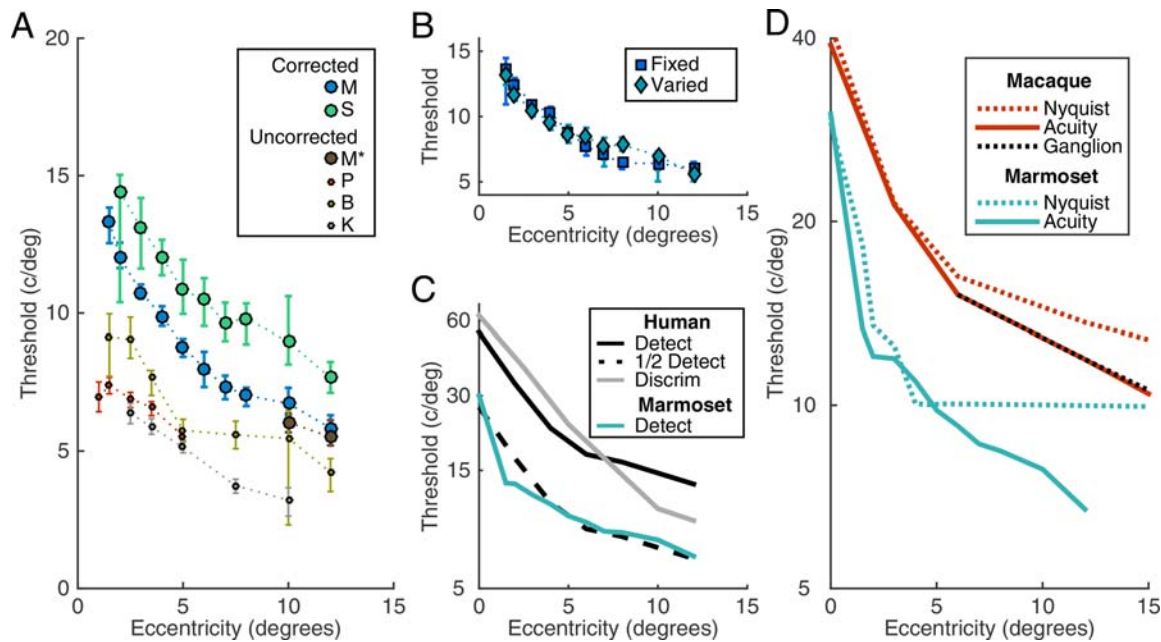 A
20
15
10
5
0
Threshold (c/deg)
0
5
10
15
Eccentricity (degrees)
Corrected
M
S
Uncorrected
M*
P
B
K
B
15
10
5
Threshold
0
5
10
15
Eccentricity (degrees)
Fixed
Varied
C
60
30
15
5
Threshold (c/deg)
0
5
10
15
Eccentricity (degrees)
Human
Detect
1/2 Detect
Discrim
Marmoset
Detect
D
40
20
10
5
Threshold (c/deg)
0
5
10
15
Eccentricity (degrees)
Macaque
Nyquist
Acuity
Ganglion
Marmoset
Nyquist
Acuity